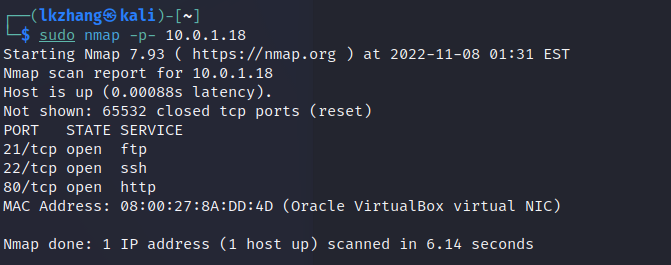 ┌──(lkzhang㉿kali)-[~]
└─$ sudo nmap -p- 10.0.1.18
Starting Nmap 7.93 ( https://nmap.org ) at 2022-11-08 01:31 EST
Nmap scan report for 10.0.1.18
Host is up (0.00088s latency).
Not shown: 65532 closed tcp ports (reset)
PORT   STATE SERVICE
21/tcp open  ftp
22/tcp open  ssh
80/tcp open  http
MAC Address: 08:00:27:8A:DD:4D (Oracle VirtualBox virtual NIC)

Nmap done: 1 IP address (1 host up) scanned in 6.14 seconds